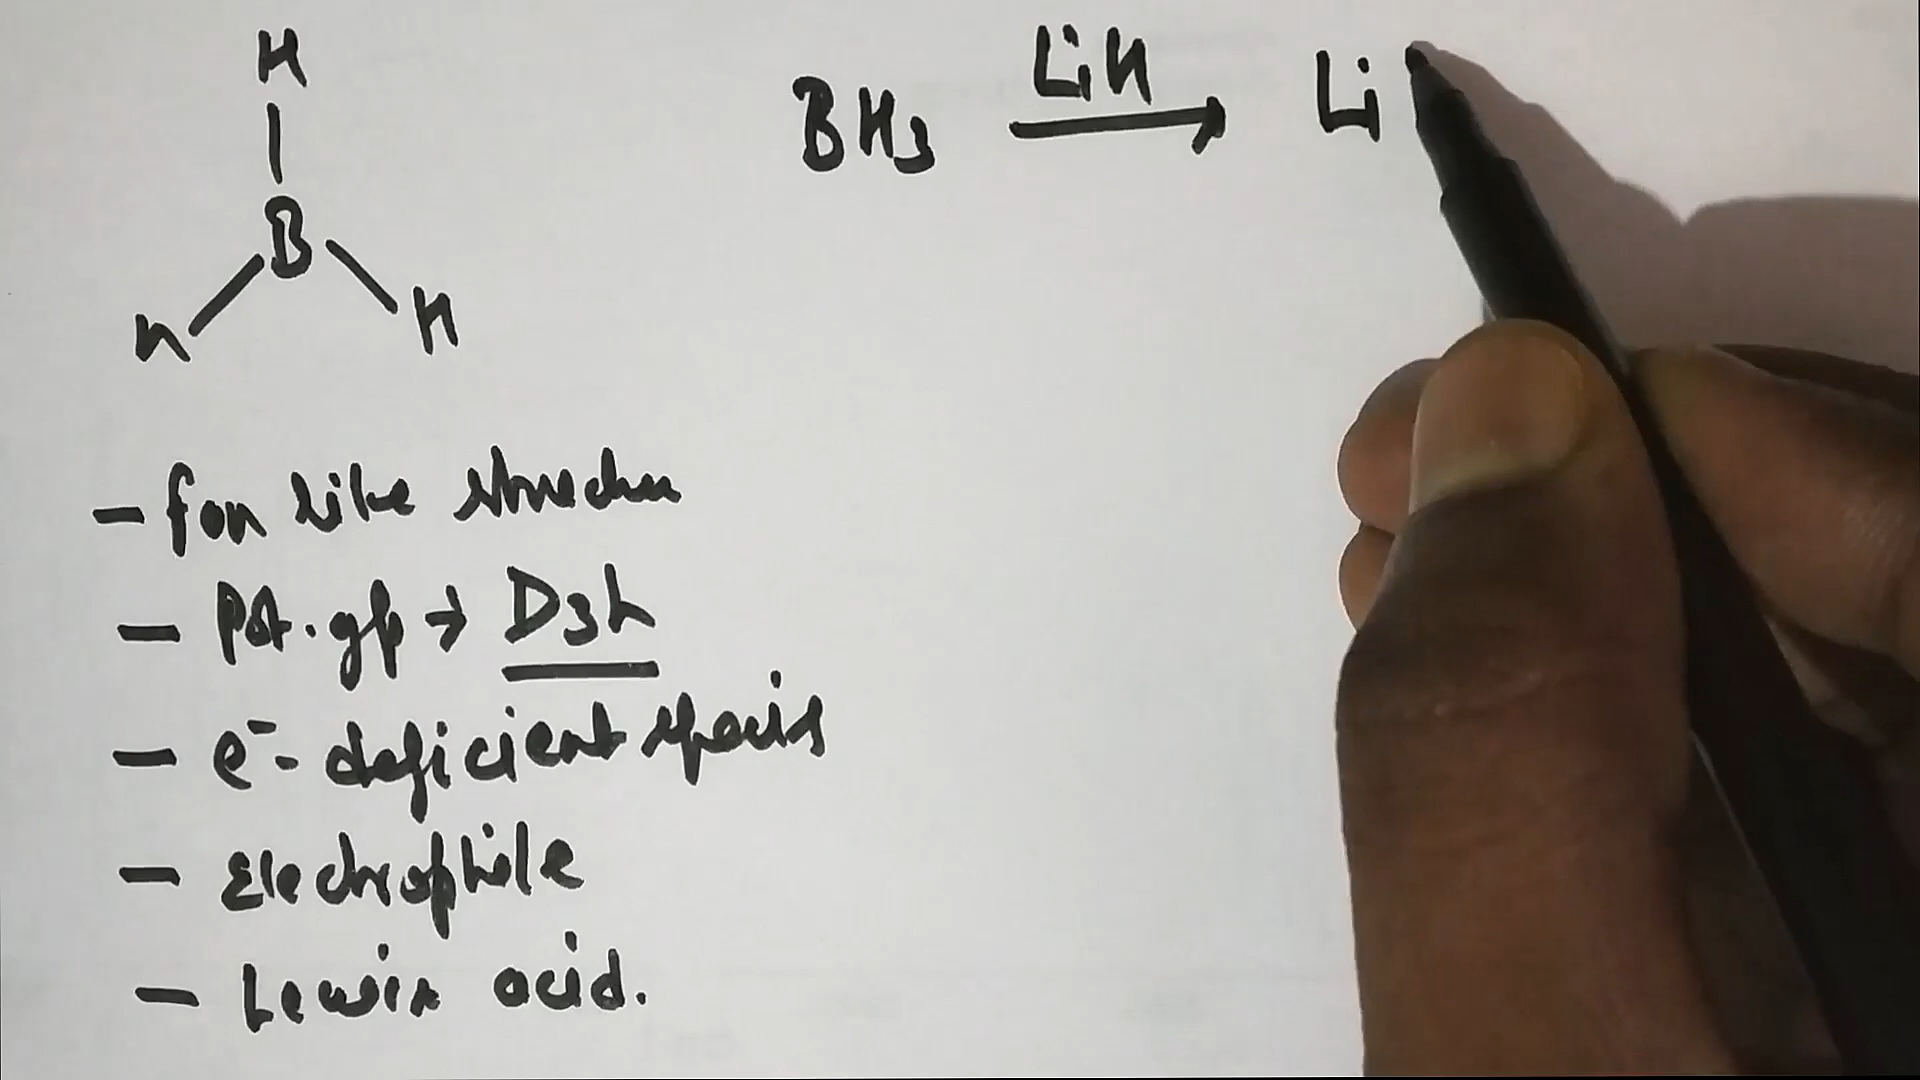 H
B
H H
BH3 LiH → Li
- fan like structure
- Pt. gp → D3h
- e⁻- deficient species
- Electrophile
- Lewis acid.